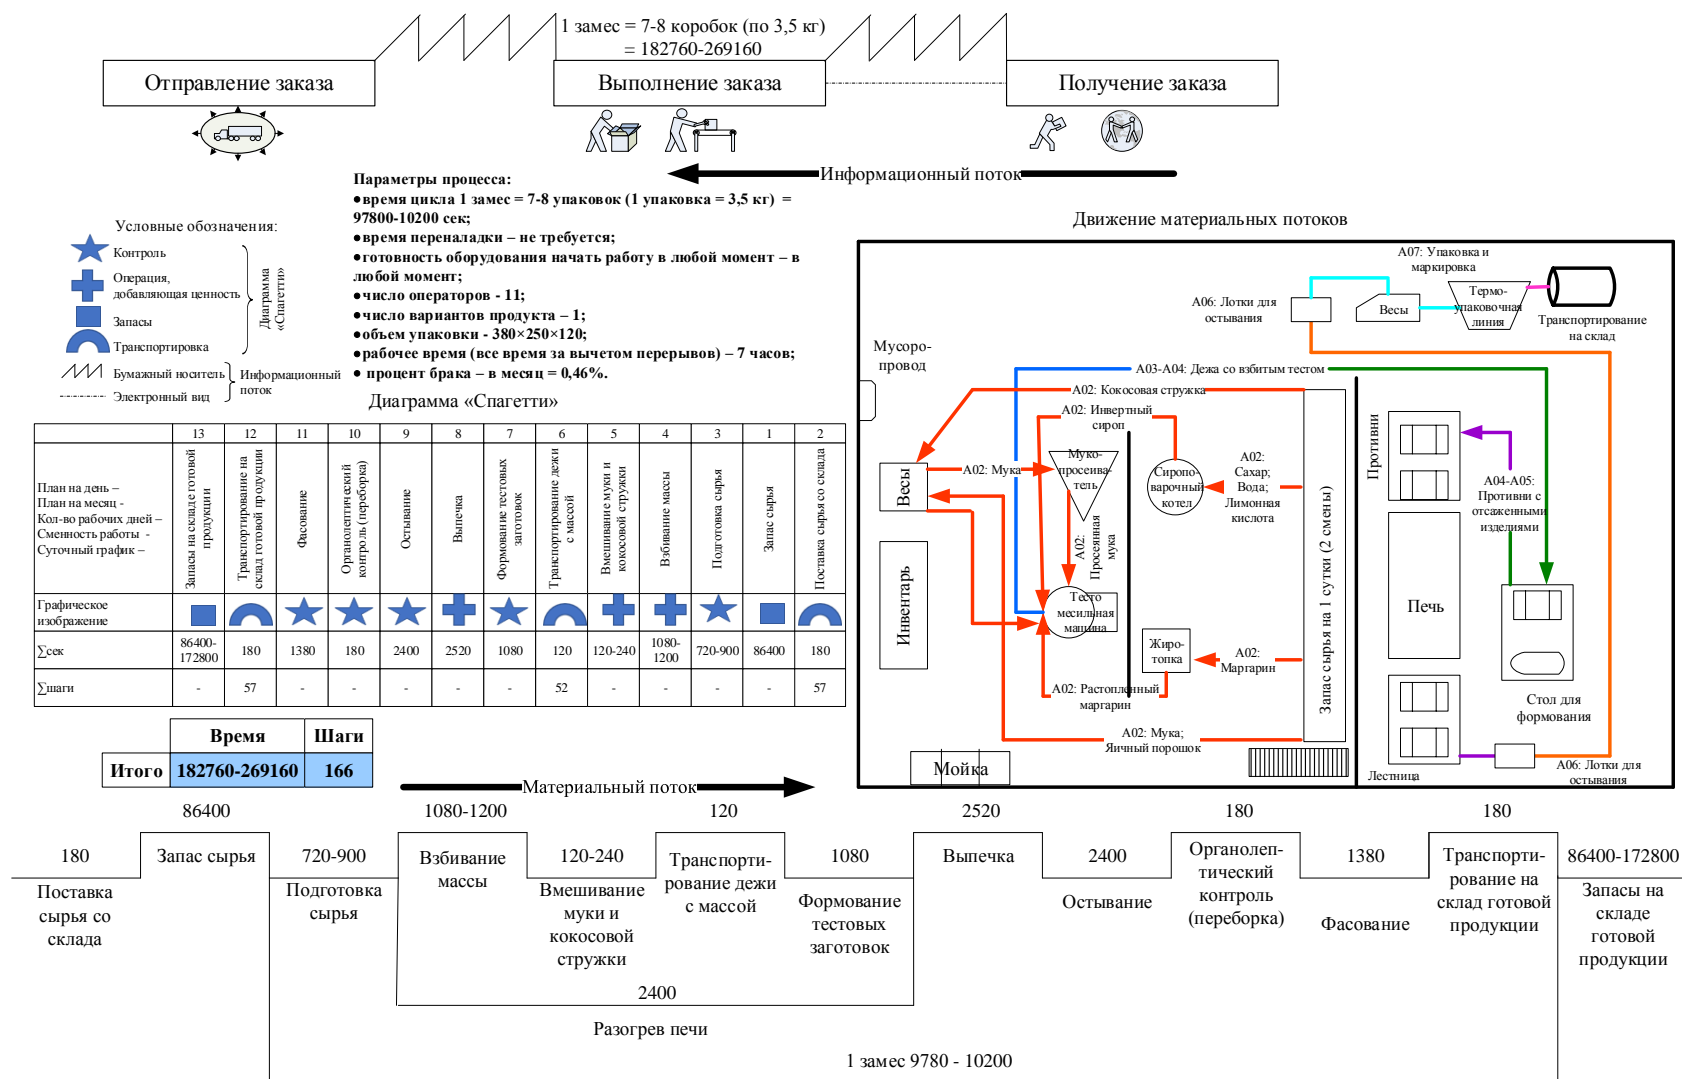 1 замес = 7-8 коробок (по 3,5 кг)
= 182760-269160
Отправление заказа
Выполнение заказа
Получение заказа
Информационный поток
Параметры процесса:
•время цикла 1 замес = 7-8 упаковок (1 упаковка = 3,5 кг) =
97800-10200 сек;
•время переналадки – не требуется;
•готовность оборудования начать работу в любой момент – в
любой момент;
•число операторов - 11;
•число вариантов продукта – 1;
•объем упаковки - 380×250×120;
•рабочее время (все время за вычетом перерывов) – 7 часов;
• процент брака – в месяц = 0,46%.
Условные обозначения:
Контроль
Операция,
добавляющая ценность
Запасы
Транспортировка
Диаграмма
«Спагетти»
Бумажный носитель
Электронный вид
Информационный
поток
Диаграмма «Спагетти»
13
12
11
10
9
8
7
6
5
4
3
1
2
План на день –
План на месяц -
Кол-во рабочих дней –
Сменность работы -
Суточный график –
Запасы на складе готовой
продукции
Транспортирование на
склад готовой продукции
Фасование
Органолептический
контроль (переборка)
Остывание
Выпечка
Формование тестовых
заготовок
Транспортирование дежи
с массой
Вмешивание муки и
кокосовой стружки
Взбивание массы
Подготовка сырья
Запас сырья
Поставка сырья со склада
Графическое
изображение
∑сек
86400-
172800
180
1380
180
2400
2520
1080
120
120-240
1080-
1200
720-900
86400
180
∑шаги
-
57
-
-
-
-
-
52
-
-
-
-
57
Время
Шаги
Итого
182760-269160
166
Движение материальных потоков
А07: Упаковка и
маркировка
А06: Лотки для
остывания
Весы
Термо-
упаковочная
линия
Транспортирование
на склад
Мусоро-
провод
А03-А04: Дежа со взбитым тестом
А02: Кокосовая стружка
А02: Инвертный
сироп
Весы
А02: Мука
Муко-
просеива-
тель
Сиропо-
варочный
котел
А02:
Сахар;
Вода;
Лимонная
кислота
А02:
Просеянная
мука
Инвентарь
Тесто
месильная
машина
Жиро-
топка
А02:
Маргарин
А02: Растопленный
маргарин
А02: Мука;
Яичный порошок
Мойка
Запас сырья на 1 сутки (2 смены)
Противни
А04-А05:
Противни с
отсаженными
изделиями
Печь
Стол для
формования
Лестница
А06: Лотки для
остывания
Материальный поток
86400
1080-1200
120
2520
180
180
180
Запас сырья
720-900
Взбивание
массы
120-240
Транспорти-
рование дежи
с массой
1080
Выпечка
2400
Органолеп-
тический
контроль
(переборка)
1380
Транспорти-
рование на
склад готовой
продукции
86400-172800
Поставка
сырья со
склада
Подготовка
сырья
Вмешивание
муки и
кокосовой
стружки
Формование
тестовых
заготовок
Остывание
Фасование
Запасы на
складе
готовой
продукции
2400
Разогрев печи
1 замес 9780 - 10200